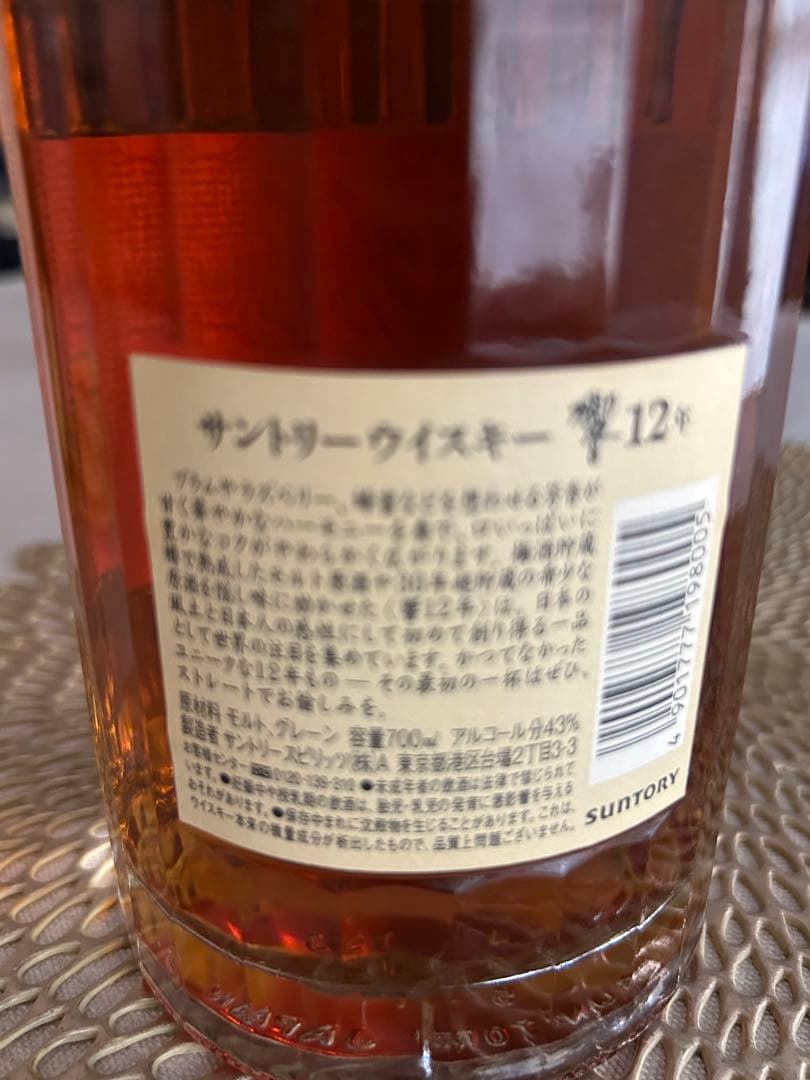 サントリーウイスキー 響12年
プラムやラズベリー、蜂蜜などを思わせる芳香が
甘く華やかなハーモニーを奏で、口いっぱいに
豊かなコクがやわらかく広がります。梅酒貯蔵
樽で熟成したモルト原酒や30年超貯蔵の希少な
原酒を隠し味に効かせた〈響12年〉は、日本の
風土と日本人の感性にして初めて創り得る一品
として世界の注目を集めています。かつてなかった
ユニークな12年もの ― その最初の一杯はぜひ、
ストレートでお愉しみを。
原材料 モルト、グレーン 容量700㎖ アルコール分43%
製造者 サントリースピリッツ(株)A 東京都港区台場2丁目3-3
お客様センター 0120-139-310 ●未成年者の飲酒は法律で禁じられて
います。●妊娠中や授乳期の飲酒は、胎児・乳児の発育に悪影響を与える
おそれがあります。●保存中まれに沈殿物を生じることがあります。これは、
ウイスキー本来の微量成分が析出したもので、品質上問題ございません。
SUNTORY
4 901777 198005